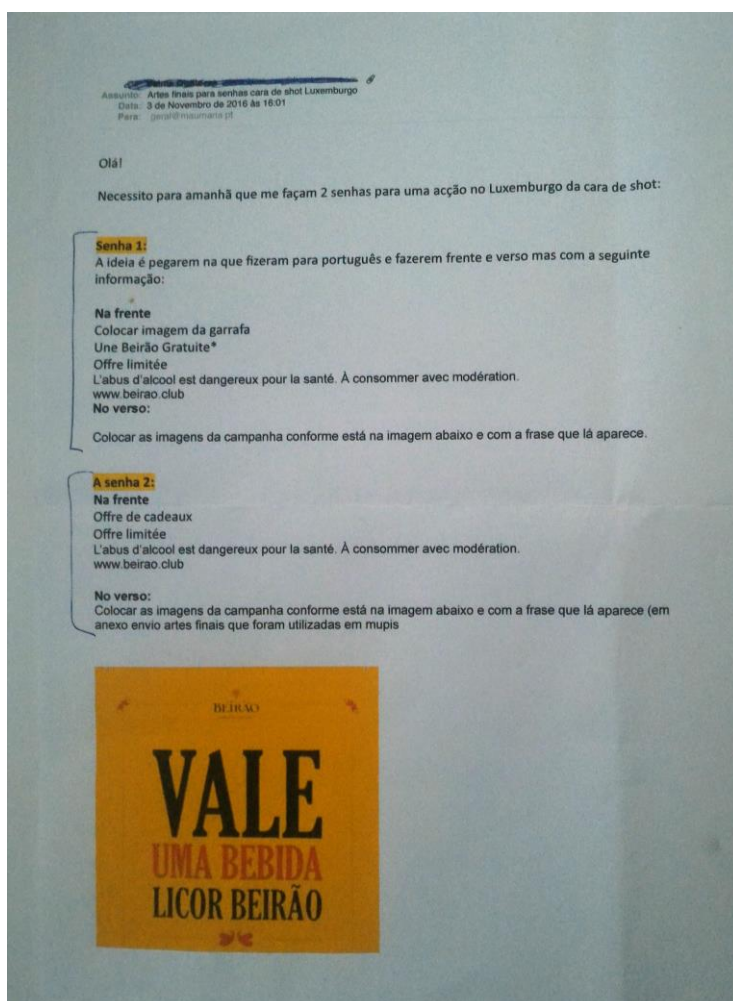 Assunto: Artes finais para senhas cara de shot Luxemburgo
Data: 3 de Novembro de 2016 às 16:01
Para: geral@maumaria.pt
Olá!
Necessito para amanhã que me façam 2 senhas para uma acção no Luxemburgo da cara de shot:
Senha 1:
A ideia é pegarem na que fizeram para português e fazerem frente e verso mas com a seguinte
informação:
Na frente
Colocar imagem da garrafa
Une Beirão Gratuite*
Offre limitée
L'abus d'alcool est dangereux pour la santé. À consommer avec modération.
www.beirao.club
No verso:
Colocar as imagens da campanha conforme está na imagem abaixo e com a frase que lá aparece.
A senha 2:
Na frente
Offre de cadeaux
Offre limitée
L'abus d'alcool est dangereux pour la santé. À consommer avec modération.
www.beirao.club
No verso:
Colocar as imagens da campanha conforme está na imagem abaixo e com a frase que lá aparece (em
anexo envio artes finais que foram utilizadas em mupis
BEIRÃO
VALE
UMA BEBIDA
LICOR BEIRÃO